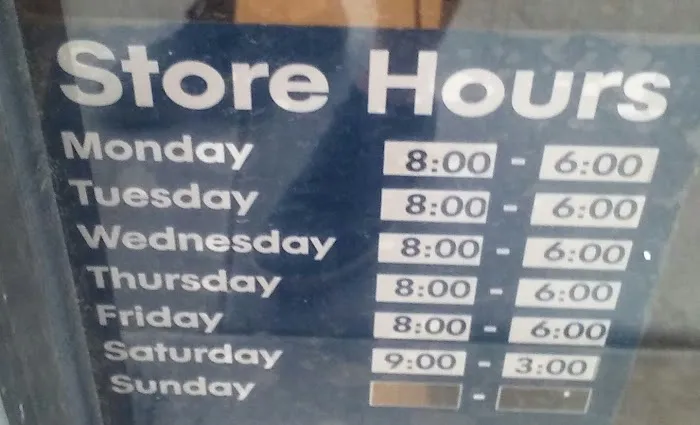 Store Hours
Monday 8:00 - 6:00
Tuesday 8:00 - 6:00
Wednesday 8:00 - 6:00
Thursday 8:00 - 6:00
Friday 8:00 - 6:00
Saturday 9:00 - 3:00
Sunday -